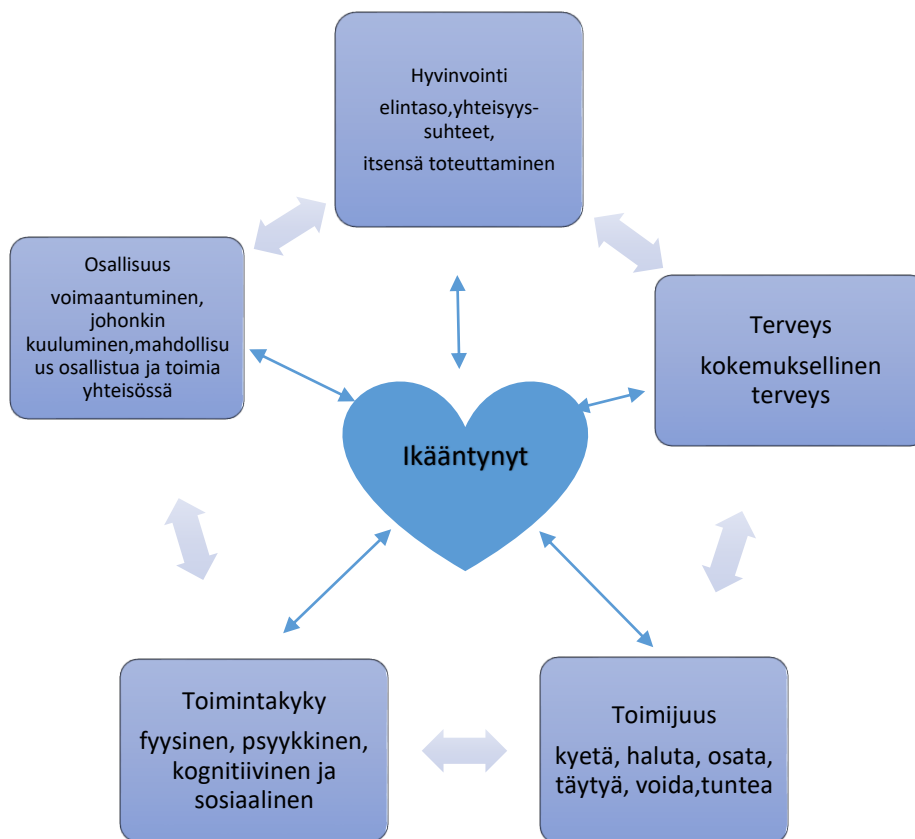 Hyvinvointi
elintaso,yhteisyys-
suhteet,
itsensä toteuttaminen
Osallisuus
voimaantuminen,
johonkin
kuuluminen,mahdollisu
us osallistua ja toimia
yhteisössä
Terveys
kokemuksellinen
terveys
Ikääntynyt
Toimintakyky
fyysinen, psyykkinen,
kognitiivinen ja
sosiaalinen
Toimijuus
kyetä, haluta, osata,
täytyä, voida,tuntea